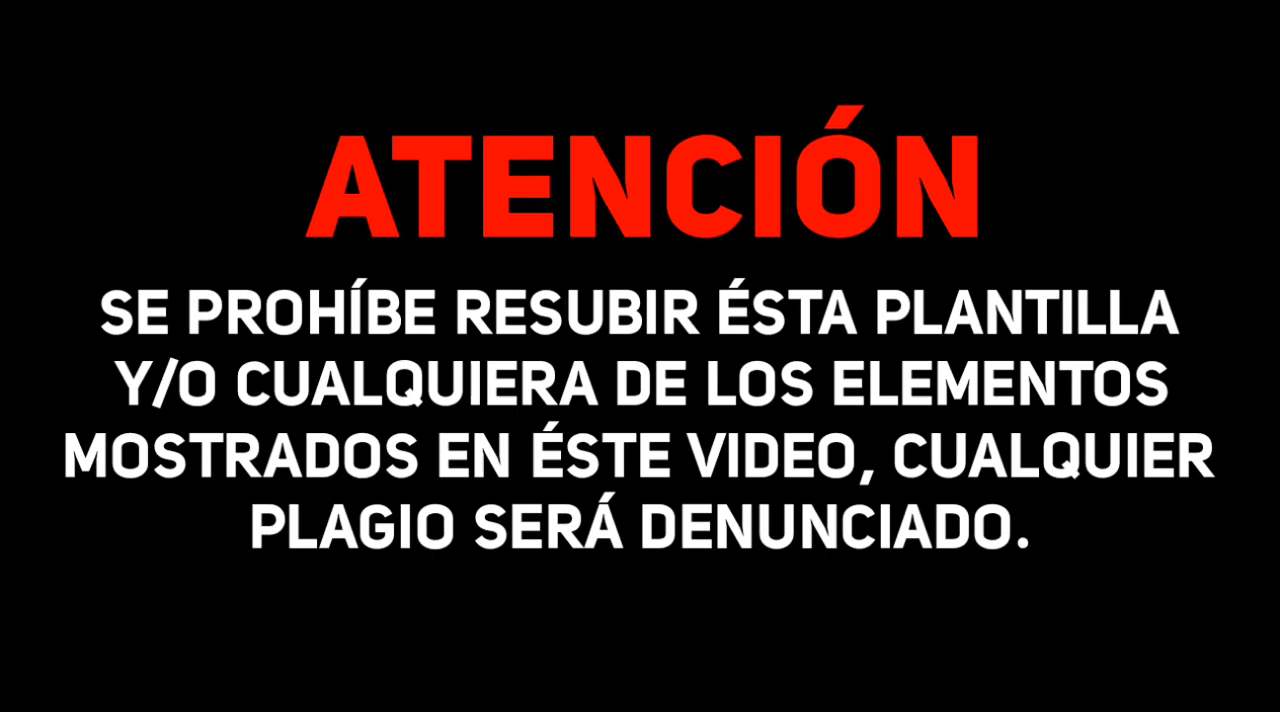 ATENCIÓN
SE PROHÍBE RESUBIR ÉSTA PLANTILLA
Y/O CUALQUIERA DE LOS ELEMENTOS
MOSTRADOS EN ÉSTE VIDEO, CUALQUIER
PLAGIO SERÁ DENUNCIADO.